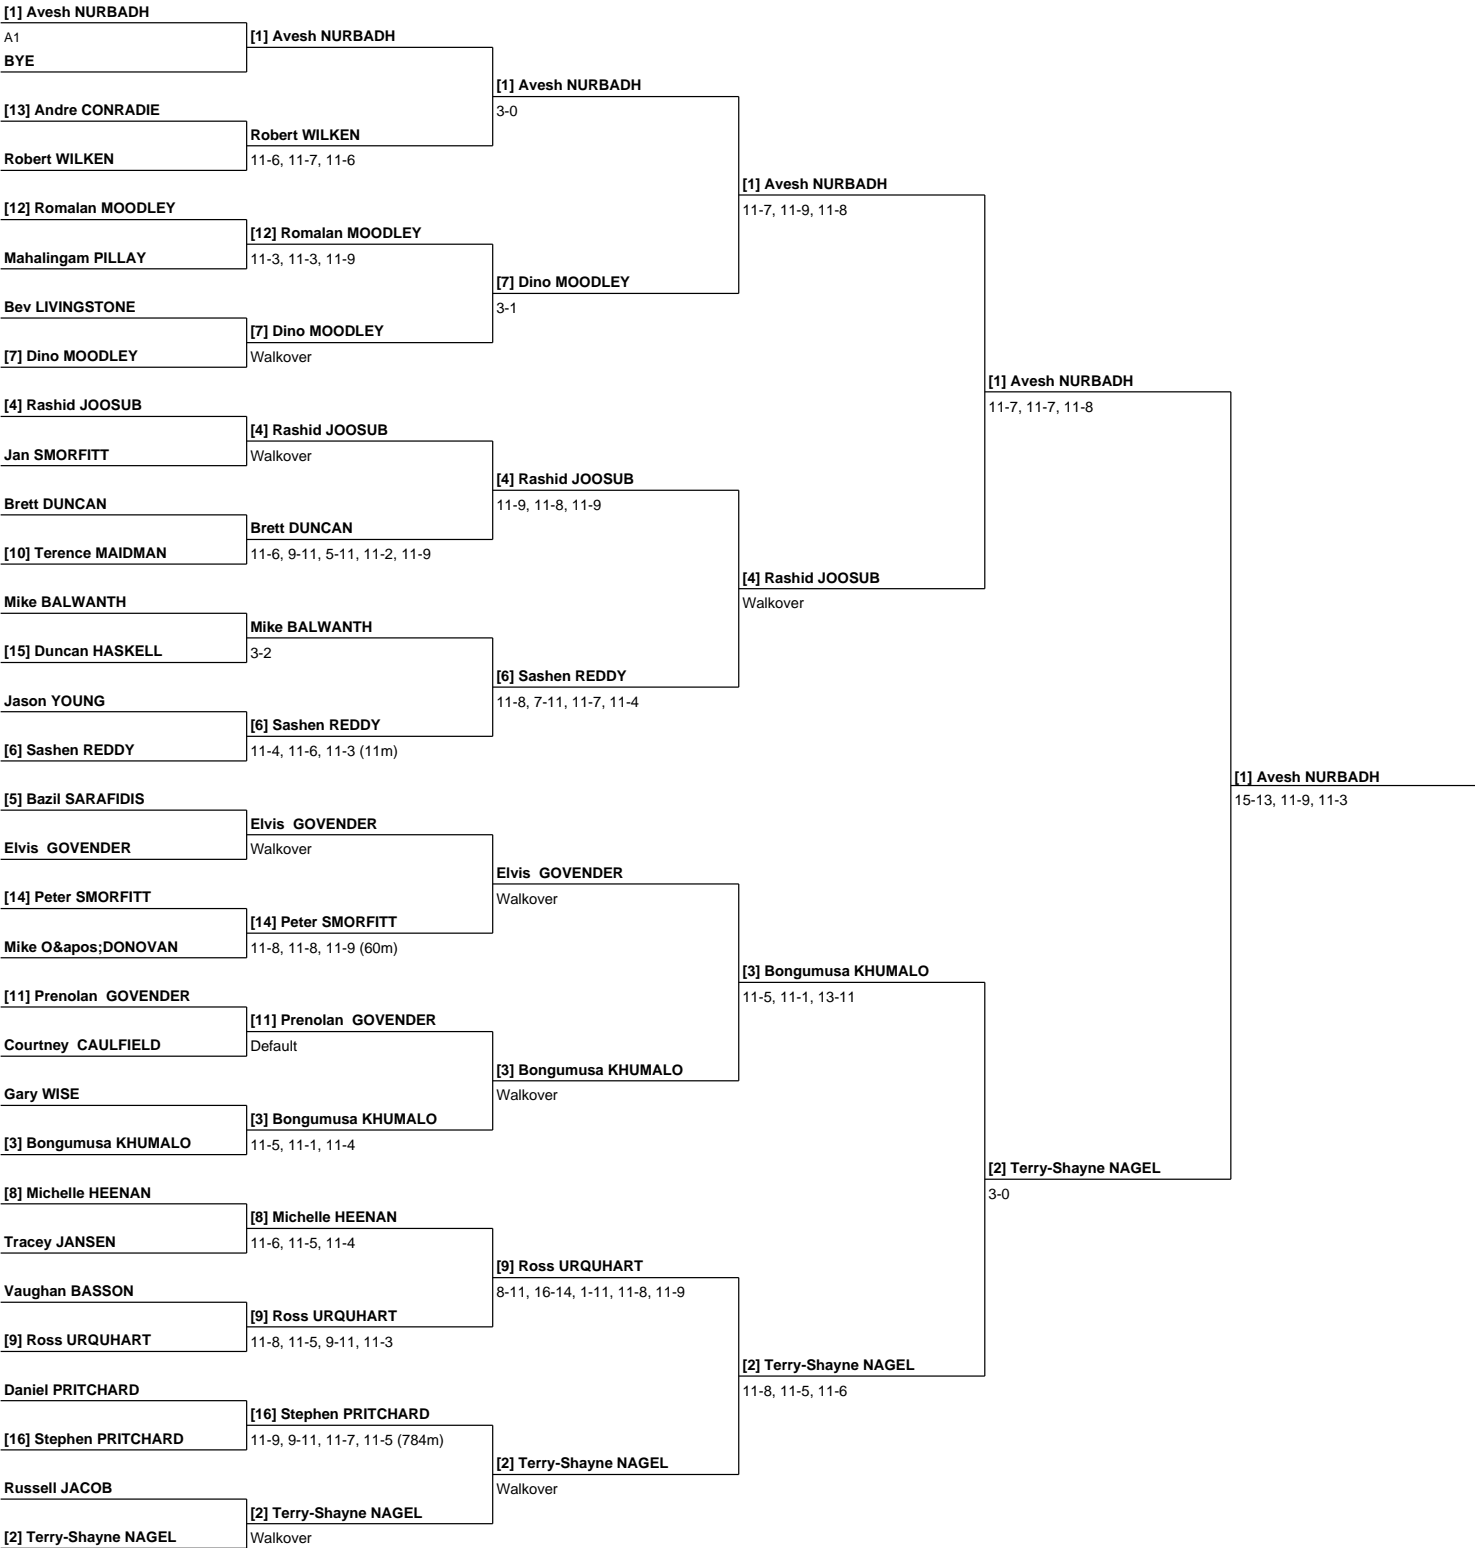 [1] Avesh NURBADH
A1
BYE
[13] Andre CONRADIE
Robert WILKEN
[12] Romalan MOODLEY
Mahalingam PILLAY
Bev LIVINGSTONE
[7] Dino MOODLEY
[4] Rashid JOOSUB
Jan SMORFITT
Brett DUNCAN
[10] Terence MAIDMAN
Mike BALWANTH
[15] Duncan HASKELL
Jason YOUNG
[6] Sashen REDDY
[5] Bazil SARAFIDIS
Elvis  GOVENDER
[14] Peter SMORFITT
Mike O&apos;DONOVAN
[11] Prenolan  GOVENDER
Courtney  CAULFIELD
Gary WISE
[3] Bongumusa KHUMALO
[8] Michelle HEENAN
Tracey JANSEN
Vaughan BASSON
[9] Ross URQUHART
Daniel PRITCHARD
[16] Stephen PRITCHARD
Russell JACOB
[2] Terry-Shayne NAGEL
[1] Avesh NURBADH
Robert WILKEN
11-6, 11-7, 11-6
[12] Romalan MOODLEY
11-3, 11-3, 11-9
[7] Dino MOODLEY
Walkover
[4] Rashid JOOSUB
Walkover
Brett DUNCAN
11-6, 9-11, 5-11, 11-2, 11-9
Mike BALWANTH
3-2
[6] Sashen REDDY
11-4, 11-6, 11-3 (11m)
Elvis  GOVENDER
Walkover
[14] Peter SMORFITT
11-8, 11-8, 11-9 (60m)
[11] Prenolan  GOVENDER
Default
[3] Bongumusa KHUMALO
11-5, 11-1, 11-4
[8] Michelle HEENAN
11-6, 11-5, 11-4
[9] Ross URQUHART
11-8, 11-5, 9-11, 11-3
[16] Stephen PRITCHARD
11-9, 9-11, 11-7, 11-5 (784m)
[2] Terry-Shayne NAGEL
Walkover
[1] Avesh NURBADH
3-0
[7] Dino MOODLEY
3-1
[4] Rashid JOOSUB
11-9, 11-8, 11-9
[6] Sashen REDDY
11-8, 7-11, 11-7, 11-4
Elvis  GOVENDER
Walkover
[3] Bongumusa KHUMALO
Walkover
[9] Ross URQUHART
8-11, 16-14, 1-11, 11-8, 11-9
[2] Terry-Shayne NAGEL
Walkover
[1] Avesh NURBADH
11-7, 11-9, 11-8
[4] Rashid JOOSUB
Walkover
[3] Bongumusa KHUMALO
11-5, 11-1, 13-11
[2] Terry-Shayne NAGEL
11-8, 11-5, 11-6
[1] Avesh NURBADH
11-7, 11-7, 11-8
[2] Terry-Shayne NAGEL
3-0
[1] Avesh NURBADH
15-13, 11-9, 11-3